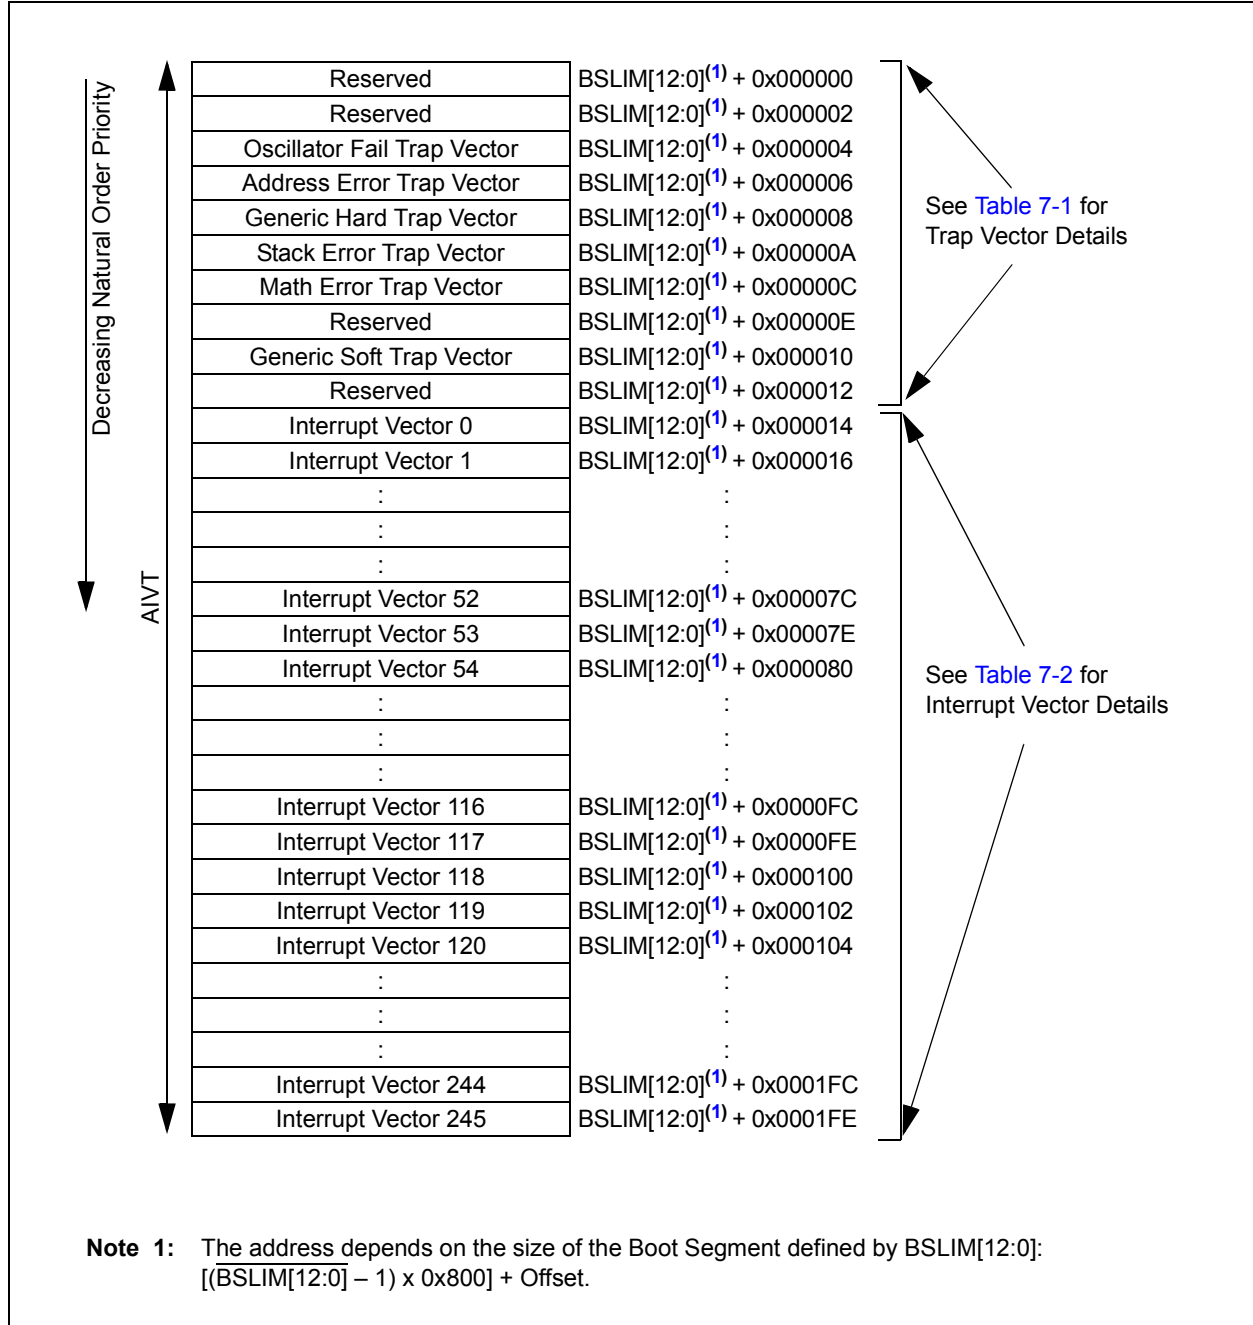 Decreasing Natural Order Priority
AIVT
Reserved BSLIM[12:0](1) + 0x000000
Reserved BSLIM[12:0](1) + 0x000002
Oscillator Fail Trap Vector BSLIM[12:0](1) + 0x000004
Address Error Trap Vector BSLIM[12:0](1) + 0x000006
Generic Hard Trap Vector BSLIM[12:0](1) + 0x000008
Stack Error Trap Vector BSLIM[12:0](1) + 0x00000A
Math Error Trap Vector BSLIM[12:0](1) + 0x00000C
Reserved BSLIM[12:0](1) + 0x00000E
Generic Soft Trap Vector BSLIM[12:0](1) + 0x000010
Reserved BSLIM[12:0](1) + 0x000012
See Table 7-1 for
Trap Vector Details
Interrupt Vector 0 BSLIM[12:0](1) + 0x000014
Interrupt Vector 1 BSLIM[12:0](1) + 0x000016
: :
: :
: :
Interrupt Vector 52 BSLIM[12:0](1) + 0x00007C
Interrupt Vector 53 BSLIM[12:0](1) + 0x00007E
Interrupt Vector 54 BSLIM[12:0](1) + 0x000080
: :
: :
: :
Interrupt Vector 116 BSLIM[12:0](1) + 0x0000FC
Interrupt Vector 117 BSLIM[12:0](1) + 0x0000FE
Interrupt Vector 118 BSLIM[12:0](1) + 0x000100
Interrupt Vector 119 BSLIM[12:0](1) + 0x000102
Interrupt Vector 120 BSLIM[12:0](1) + 0x000104
: :
: :
: :
Interrupt Vector 244 BSLIM[12:0](1) + 0x0001FC
Interrupt Vector 245 BSLIM[12:0](1) + 0x0001FE
See Table 7-2 for
Interrupt Vector Details
Note 1: The address depends on the size of the Boot Segment defined by BSLIM[12:0]:
[(BSLIM[12:0] – 1) x 0x800] + Offset.